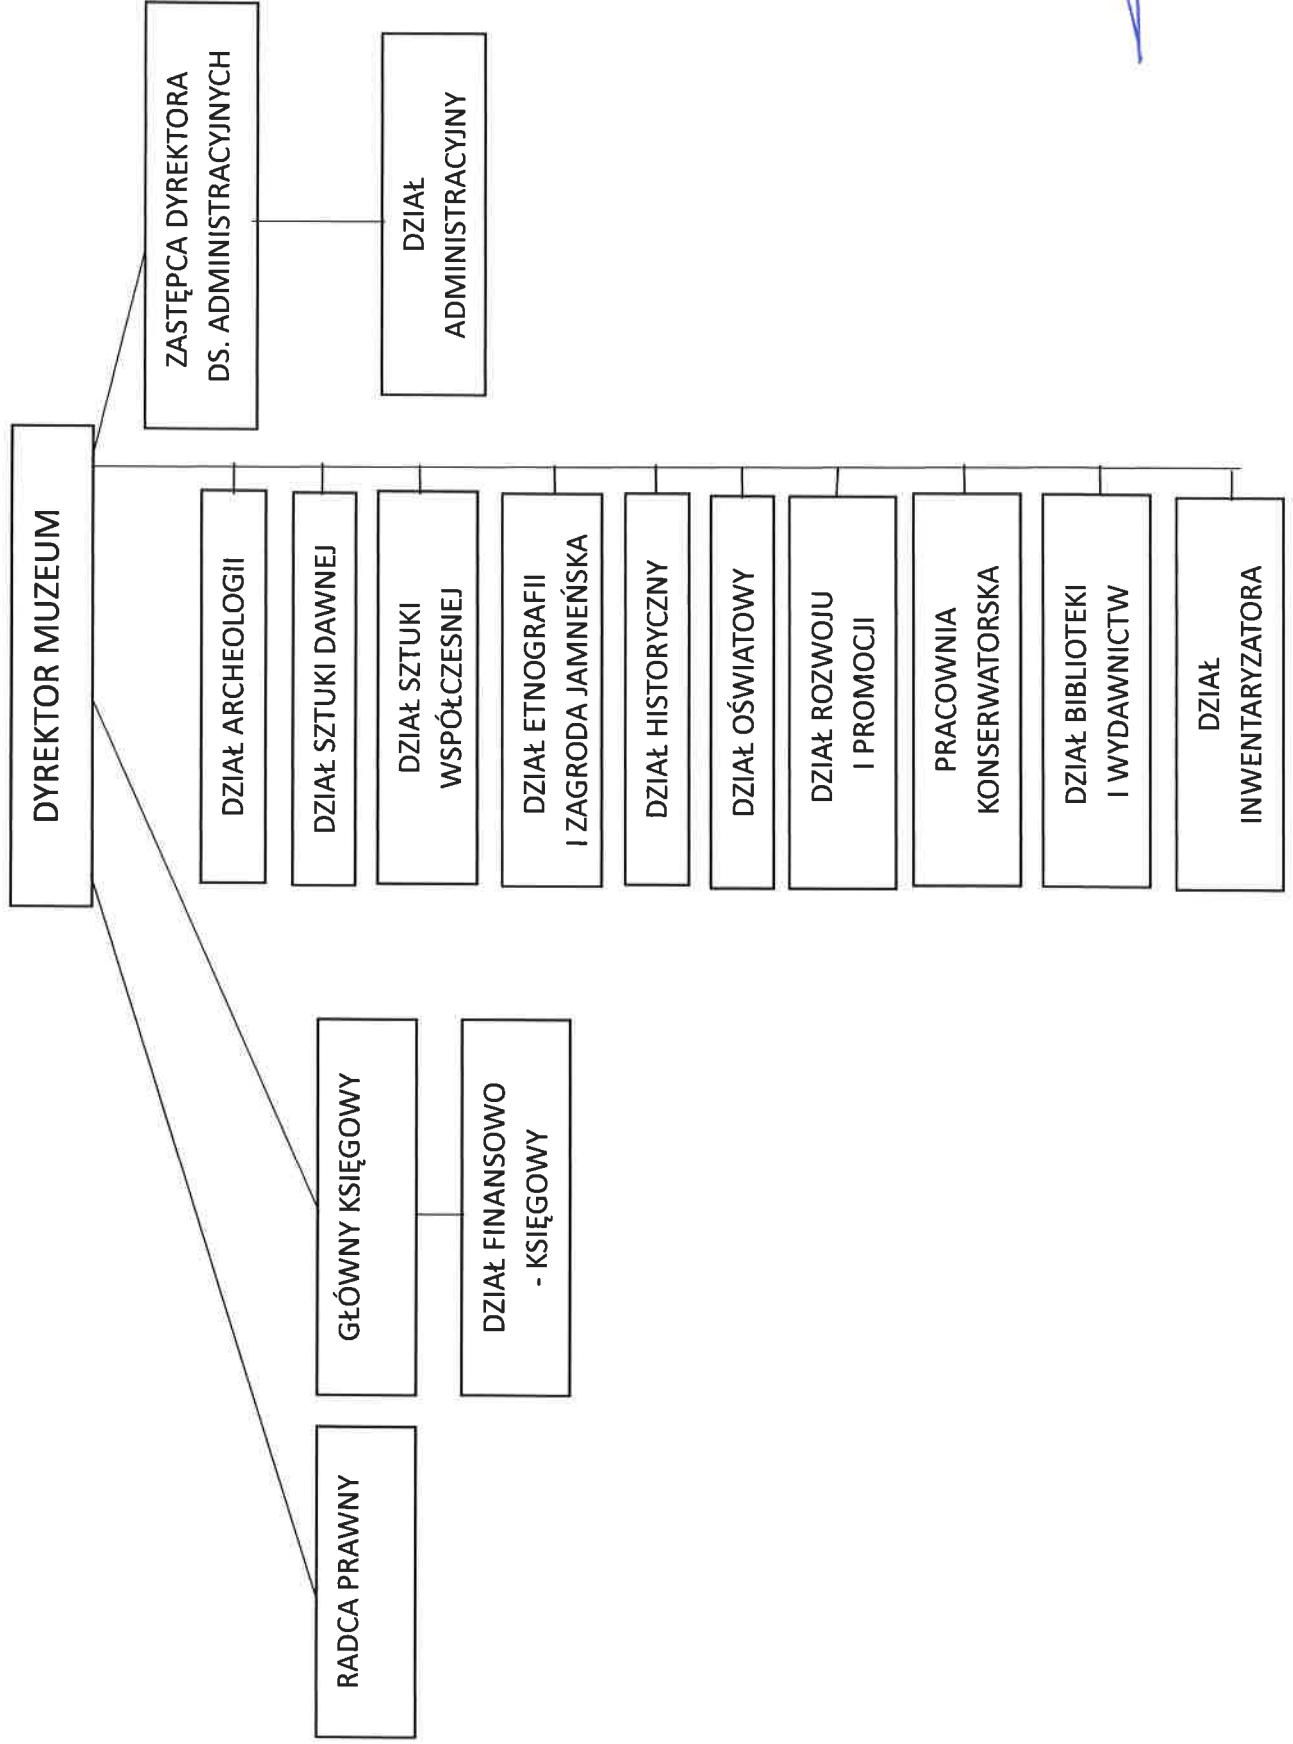 DYREKTOR MUZEUM
RADCA PRAWNY
GŁÓWNY KSIĘGOWY
DZIAŁ FINANSOWO
- KSIĘGOWY
DZIAŁ ARCHEOLOGII
DZIAŁ SZTUKI DAWNEJ
DZIAŁ SZTUKI
WSPÓŁCZESNEJ
DZIAŁ ETNOGRAFII
I ZAGRODA JAMNEŃSKA
DZIAŁ HISTORYCZNY
DZIAŁ OŚWIATOWY
DZIAŁ ROZWOJU
I PROMOCJI
PRACOWNIA
KONSERWATORSKA
DZIAŁ BIBLIOTEKI
I WYDAWNICTW
DZIAŁ
INWENTARYZATORA
ZASTĘPCA DYREKTORA
DS. ADMINISTRACYJNYCH
DZIAŁ
ADMINISTRACYJNY